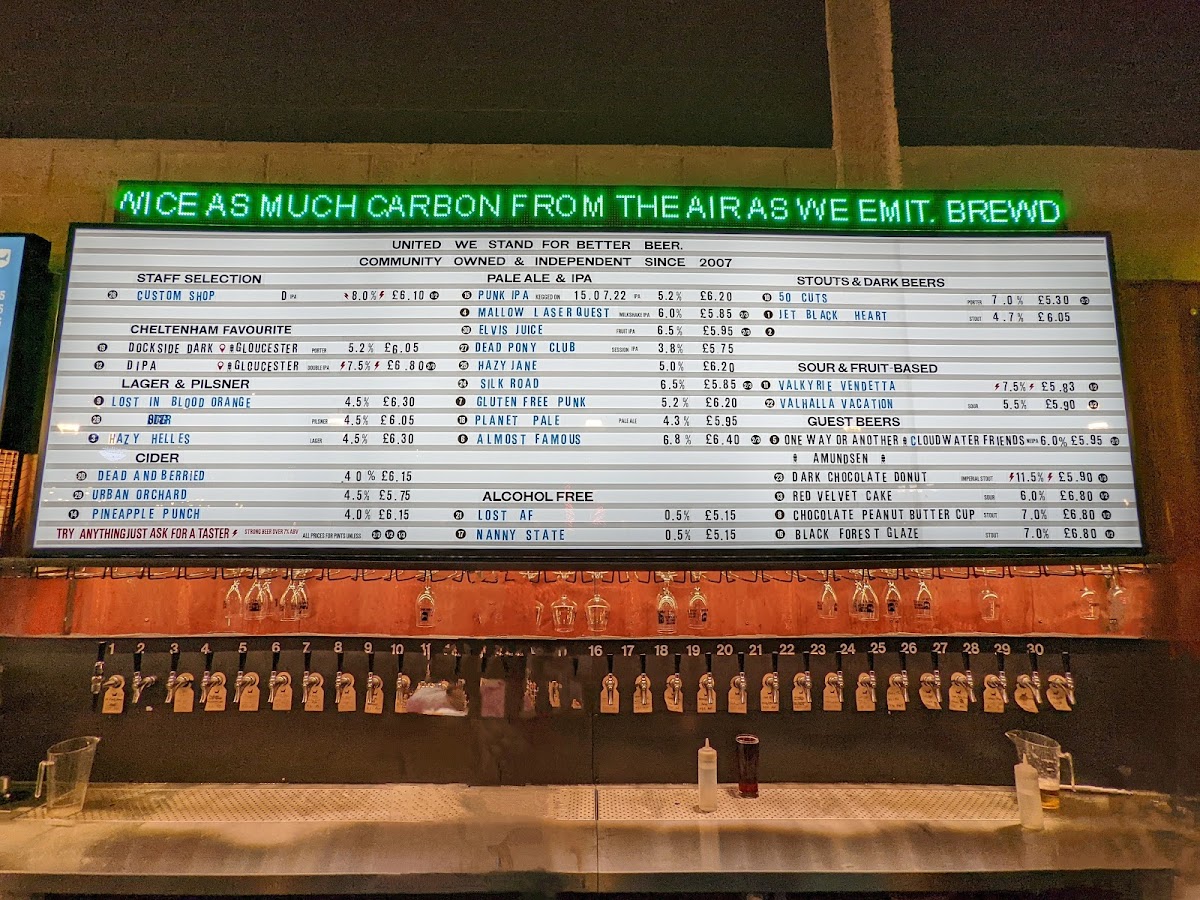 NICE AS MUCH CARBON FROM THE AIR AS WE EMIT. BREWD
UNITED WE STAND FOR BETTER BEER.
COMMUNITY OWNED & INDEPENDENT SINCE 2007
STAFF SELECTION
CUSTOM SHOP DIPA 8.0% £6.10
CHELTENHAM FAVOURITE
DOCKSIDE DARK #GLOUCESTER PORTER 5.2% £6.05
DIPA #GLOUCESTER DOUBLE IPA 7.5% £6.80
LAGER & PILSNER
LOST IN BLOOD ORANGE 4.5% £6.30
PILSNER 4.5% £6.05
HAZY HELLES LAGER 4.5% £6.30
CIDER
DEAD AND BERRIED 40% £6.15
URBAN ORCHARD 4.5% £5.75
PINEAPPLE PUNCH 4.0% £6.15
TRY ANYTHING JUST ASK FOR A TASTER STRONG BEER OVER 7% ABV ALL PRICES FOR PINTS UNLESS 2/3 1/2 1/3
PALE ALE & IPA
PUNK IPA KEGGED ON 15.07.22 IPA 5.2% £6.20
4 MALLOW LASER QUEST MILKSHAKE IPA 6.0% £5.85
ELVIS JUICE FRUIT IPA 6.5% £5.95
27 DEAD PONY CLUB SESSION IPA 3.8% £5 75
HAZY JANE 5.0% £6.20
SILK ROAD 6.5% £5.85
7 GLUTEN FREE PUNK 5.2% £6.20
PLANET PALE PALE ALE 4.3% £5.95
ALMOST FAMOUS 6.8% £6.40
ALCOHOL FREE
21 LOST AF 0.5% £5.15
17 NANNY STATE 0.5% £5.15
STOUTS & DARK BEERS
50 CUTS PORTER 7.0% £5.30
1 JET BLACK HEART STOUT 4.7% £6.05
2
SOUR & FRUIT-BASED
VALKYRIE VENDETTA 7.5% £5.83
VALHALLA VACATION SOUR 5.5% £5.90
GUEST BEERS
ONE WAY OR ANOTHER # CLOUDWATER FRIENDS 6.0% £5.95
# AMUNDSEN #
DARK CHOCOLATE DONUT IMPERIAL STOUT 11.5% £5.90
RED VELVET CAKE SOUR 6.0% £6.80
CHOCOLATE PEANUT BUTTER CUP STOUT 7.0% £6.80
BLACK FOREST GLAZE STOUT 7.0% £6.80
1 2 3 4 5 6 7 8 9 10 16 17 18 19 20 21 22 23 24 25 26 27 28 29 30